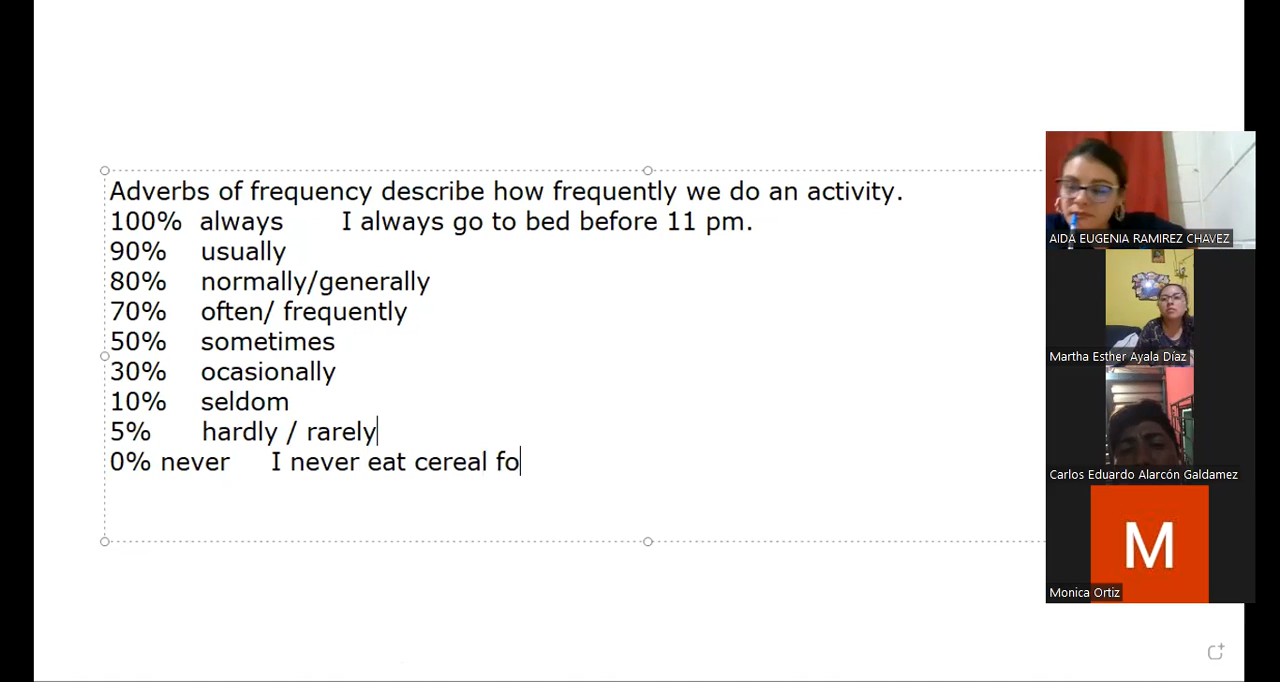 Adverbs of frequency describe how frequently we do an activity.
100% always I always go to bed before 11 pm.
90% usually
80% normally/generally
70% often/ frequently
50% sometimes
30% ocasionally
10% seldom
5% hardly / rarely
0% never I never eat cereal fo
AIDA EUGENIA RAMIREZ CHAVEZ
Martha Esther Ayala Díaz
Carlos Eduardo Alarcón Galdamez
M
Monica Ortiz